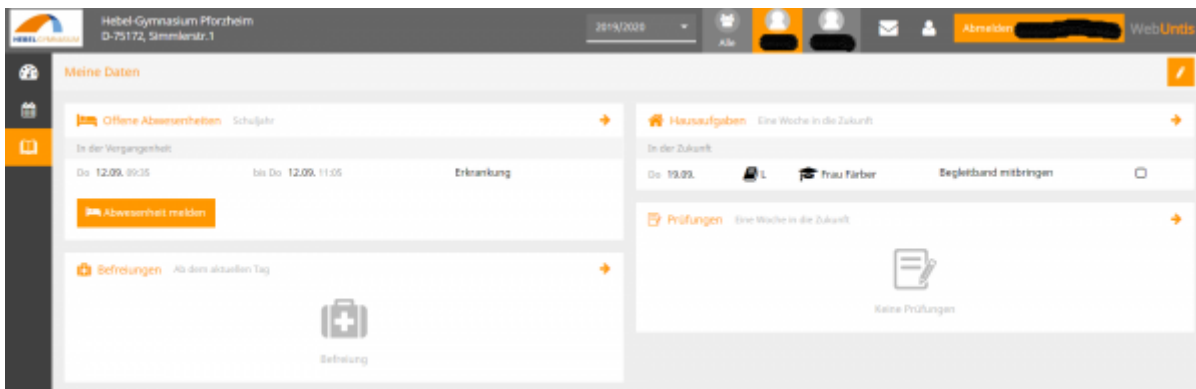 Hebel-Gymnasium Pforzheim
D-75172, Simmlerstr.1
HEBEL GYMNASIUM
2019/2020
Alle
Abmelden
WebUntis
Meine Daten
Offene Abwesenheiten Schuljahr
In der Vergangenheit
Do 12.09. 09:35 bis Do 12.09. 11:05 Erkrankung
Abwesenheit melden
Befreiungen Ab dem aktuellen Tag
Befreiung
Hausaufgaben Eine Woche in die Zukunft
In der Zukunft
Do 19.09. L Frau Färber Begleitband mitbringen
Prüfungen Eine Woche in die Zukunft
Keine Prüfungen